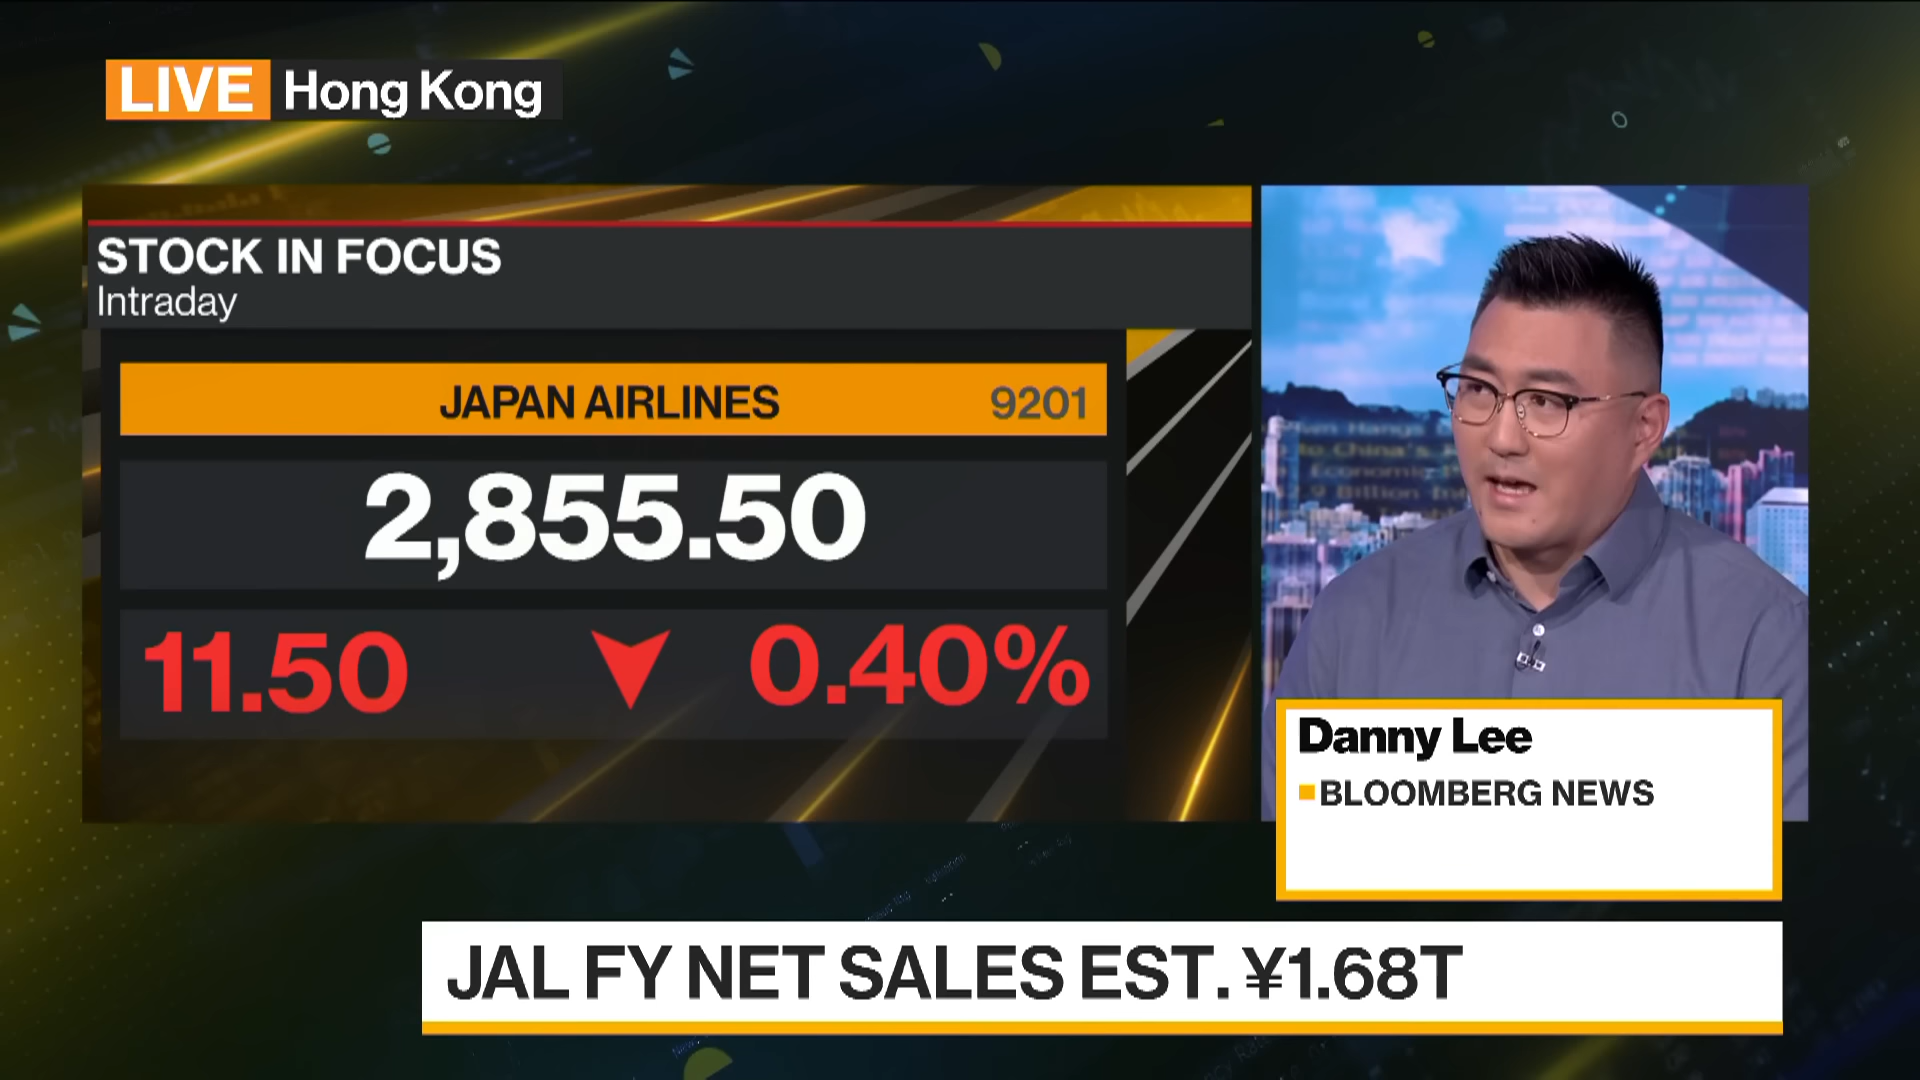 LIVE Hong Kong
STOCK IN FOCUS
Intraday
JAPAN AIRLINES 9201
2,855.50
11.50 0.40%
Danny Lee
BLOOMBERG NEWS
JAL FY NET SALES EST. ¥1.68T